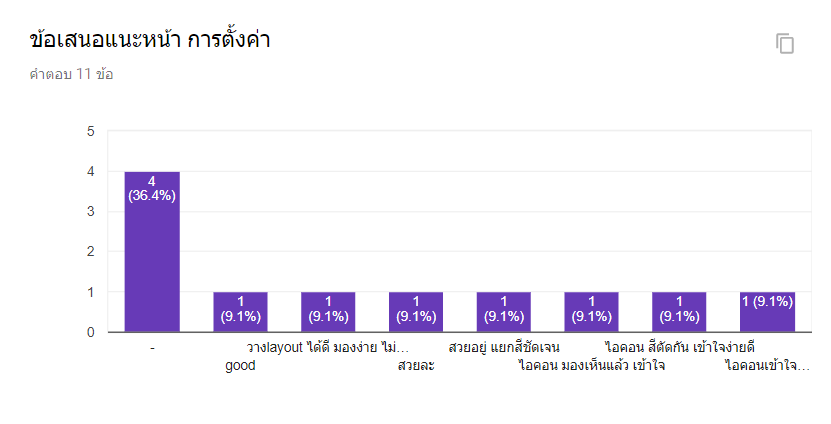 ข้อเสนอแนะหน้า การตั้งค่า
คำตอบ 11 ข้อ
5
4
3
2
1
0
4
(36.4%)
1
(9.1%)
1
(9.1%)
1
(9.1%)
1
(9.1%)
1
(9.1%)
1
(9.1%)
1 (9.1%)
-
good
วางlayout ได้ดี มองง่าย ไม่…
สวยละ
สวยอยู่ แยกสีชัดเจน
ไอคอน มองเห็นแล้ว เข้าใจ
ไอคอน สีตัดกัน เข้าใจง่ายดี
ไอคอนเข้าใจ…